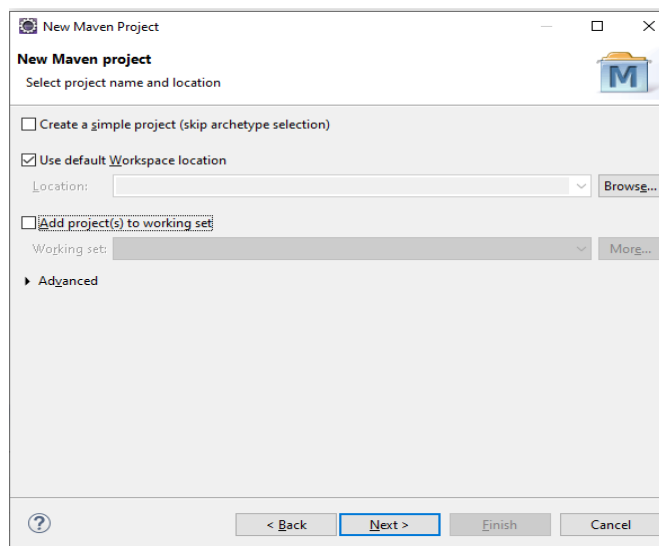 New Maven Project
New Maven project
Select project name and location
M
Create a simple project (skip archetype selection)
Use default Workspace location
Location:
Browse...
Add project(s) to working set
Working set:
More...
Advanced
?
< Back
Next >
Finish
Cancel